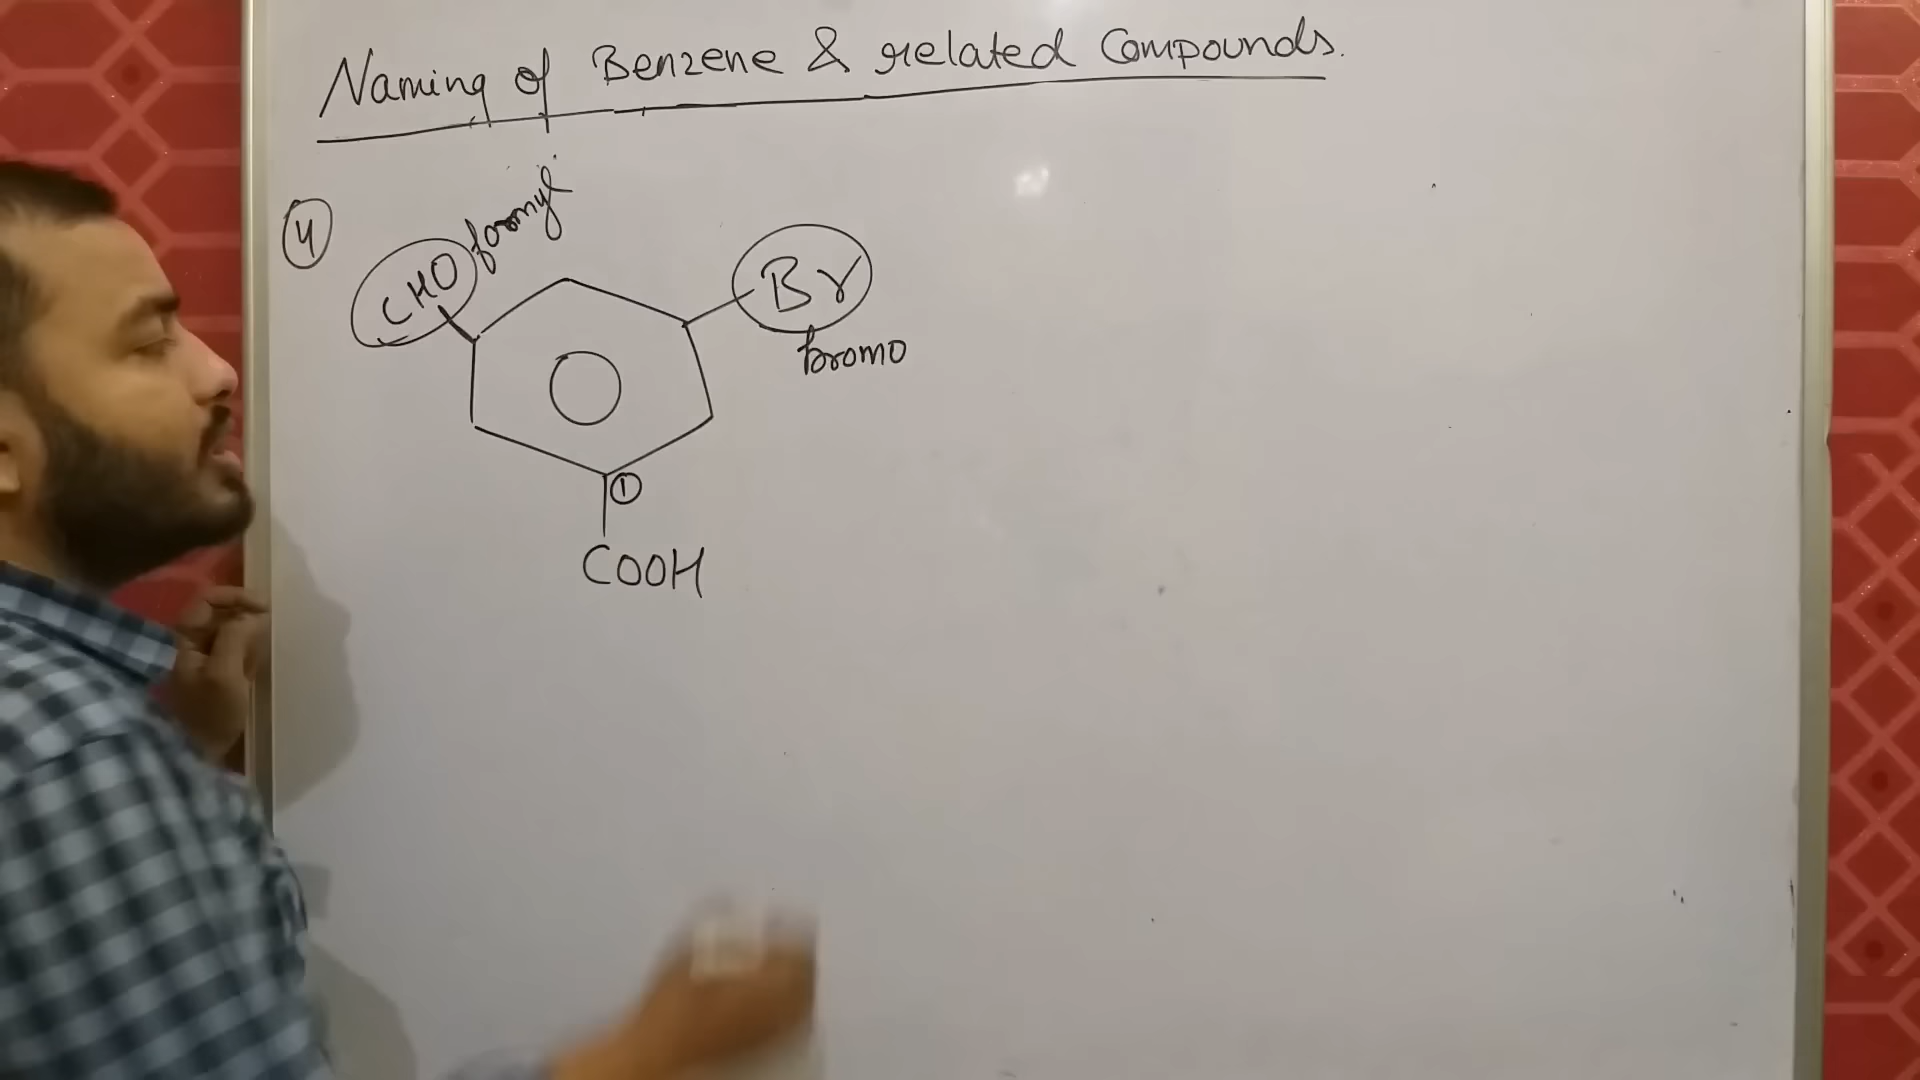 Naming of Benzene & related Compounds.
4
CHO formyl
Br
bromo
1
COOH